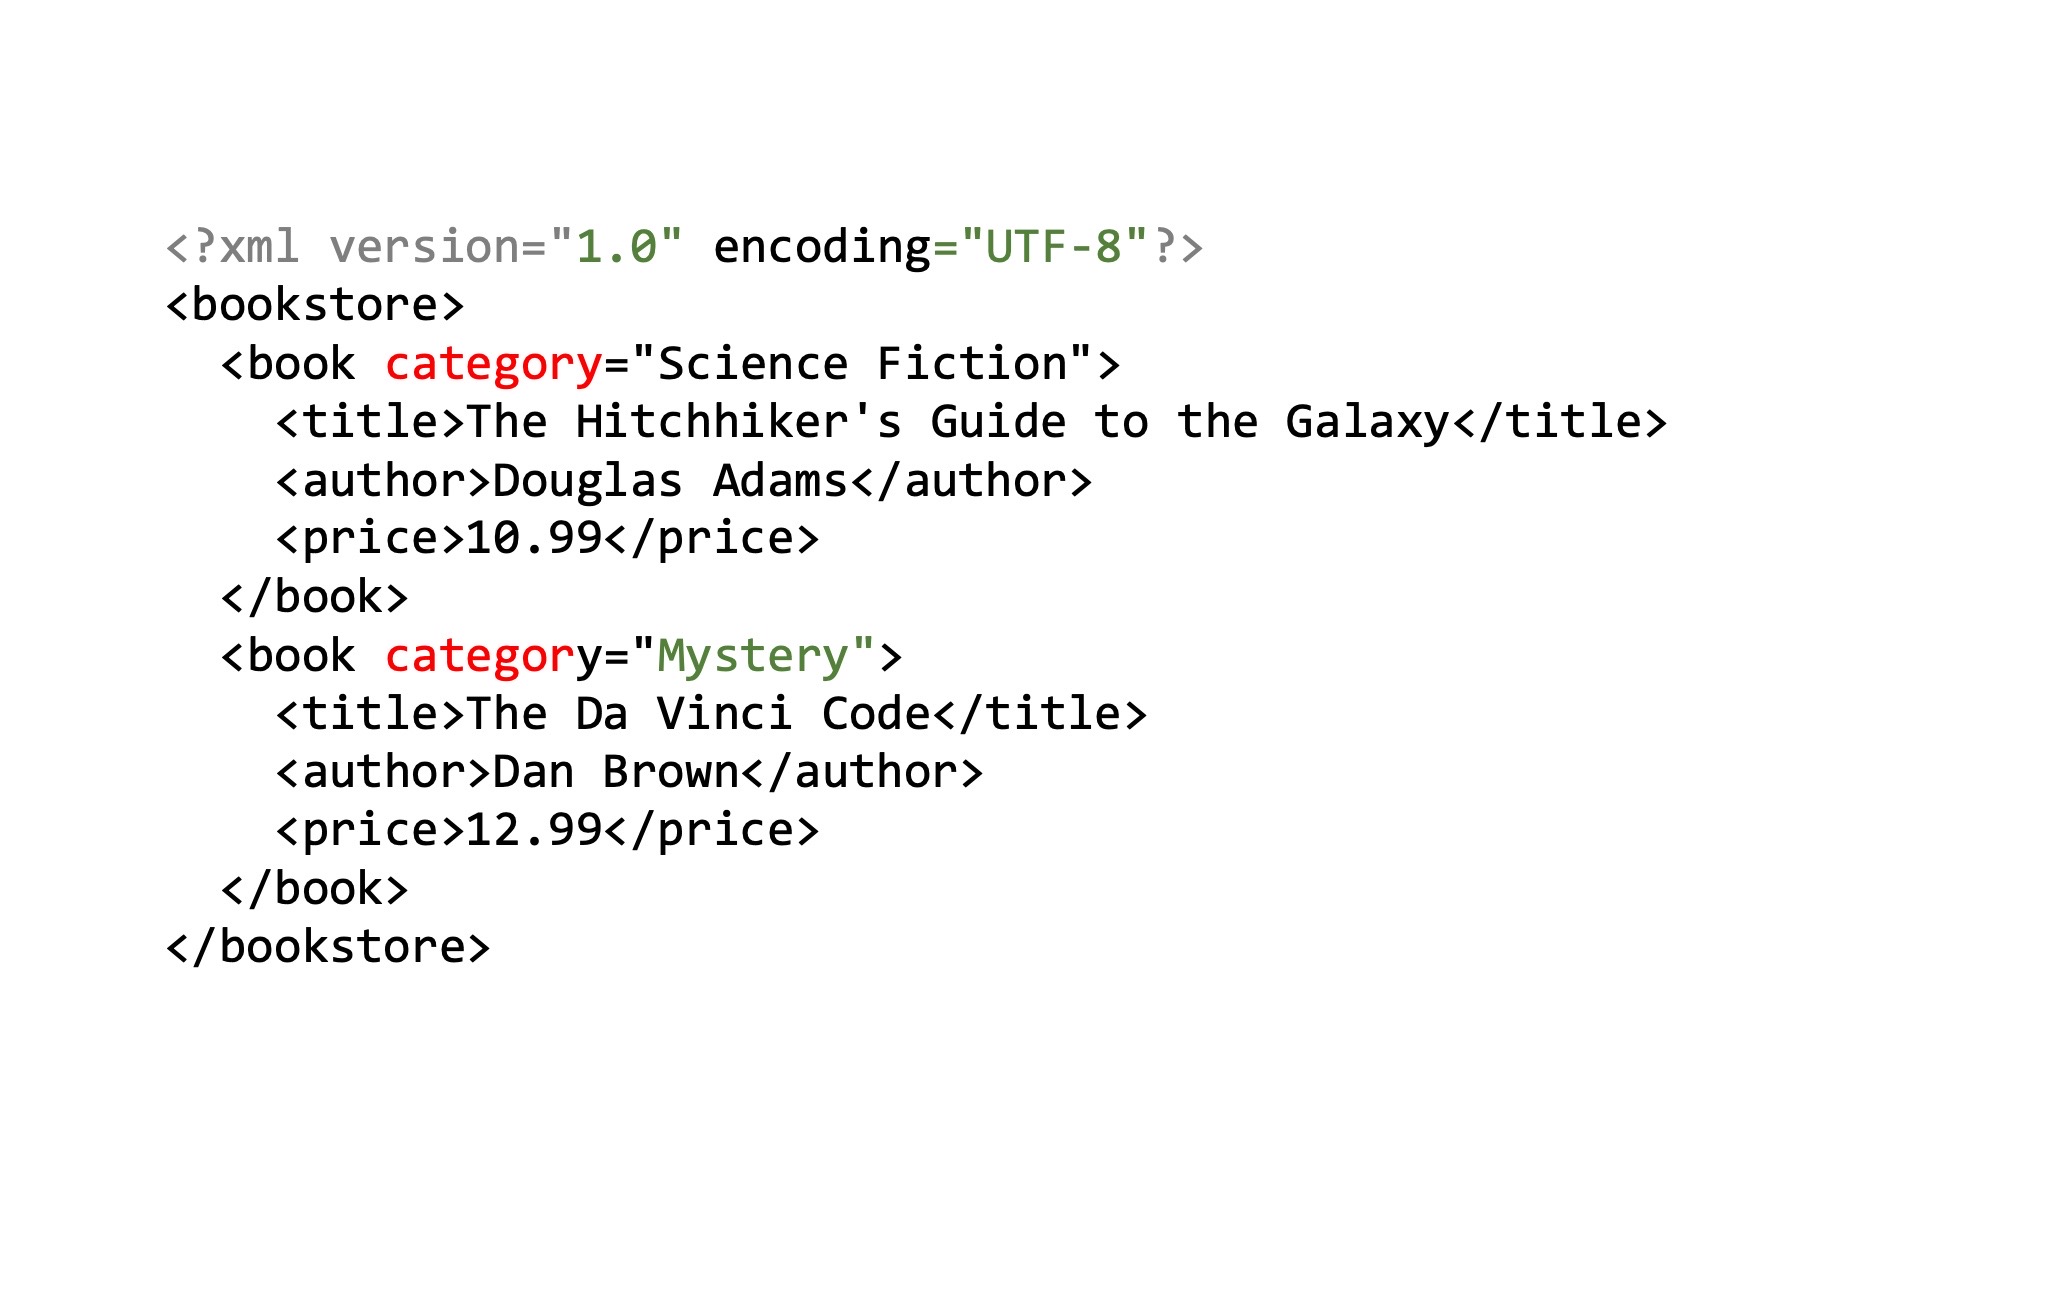 <?xml version="1.0" encoding="UTF-8"?>
<bookstore>
  <book category="Science Fiction">
    <title>The Hitchhiker's Guide to the Galaxy</title>
    <author>Douglas Adams</author>
    <price>10.99</price>
  </book>
  <book category="Mystery">
    <title>The Da Vinci Code</title>
    <author>Dan Brown</author>
    <price>12.99</price>
  </book>
</bookstore>